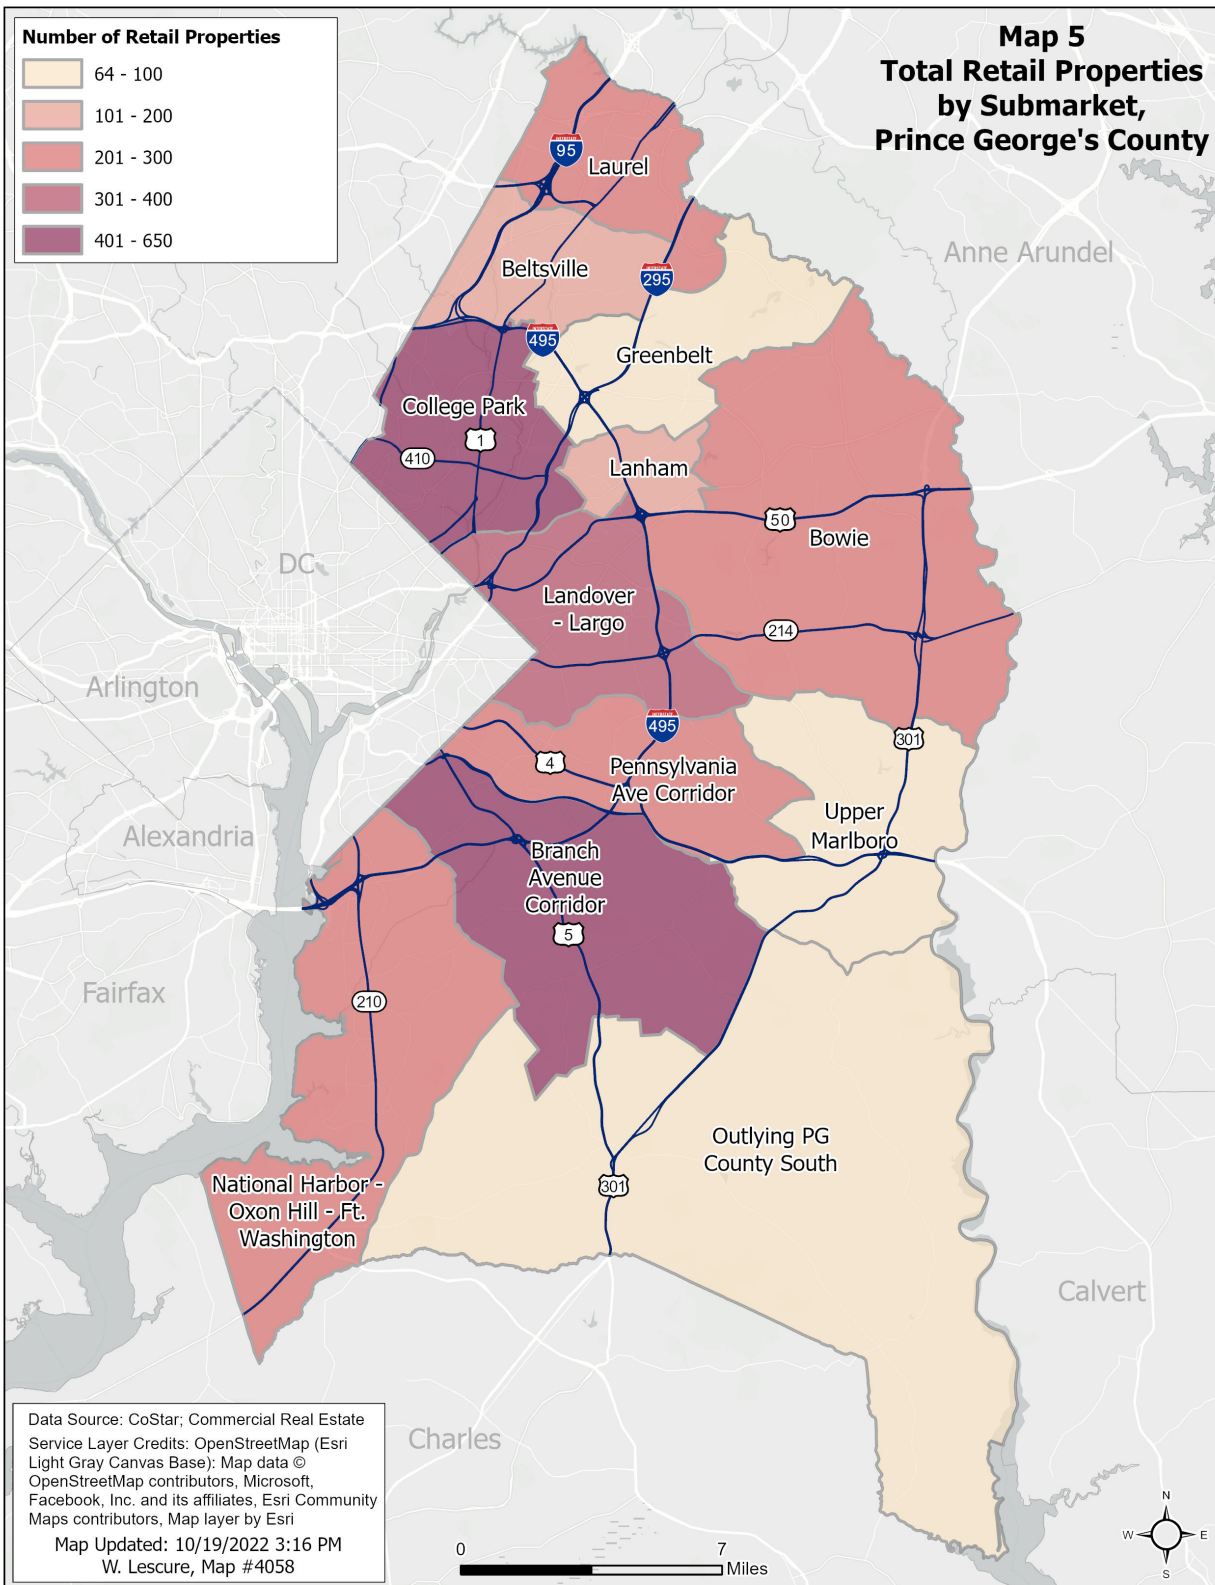 Number of Retail Properties
64 - 100
101 - 200
201 - 300
301 - 400
401 - 650
Map 5
Total Retail Properties
by Submarket,
Prince George's County
INTERSTATE
95
Laurel
Anne Arundel
Beltsville
INTERSTATE
295
INTERSTATE
495
Greenbelt
College Park
1
410
Lanham
50
Bowie
DC
Landover
- Largo
214
Arlington
INTERSTATE
495
301
4
Pennsylvania
Ave Corridor
Upper
Marlboro
Alexandria
Branch
Avenue
Corridor
5
Fairfax
210
Outlying PG
County South
National Harbor -
Oxon Hill - Ft.
Washington
301
Calvert
Charles
Data Source: CoStar; Commercial Real Estate
Service Layer Credits: OpenStreetMap (Esri
Light Gray Canvas Base): Map data ©
OpenStreetMap contributors, Microsoft,
Facebook, Inc. and its affiliates, Esri Community
Maps contributors, Map layer by Esri
Map Updated: 10/19/2022 3:16 PM
W. Lescure, Map #4058
0 7
Miles
N
W E
S